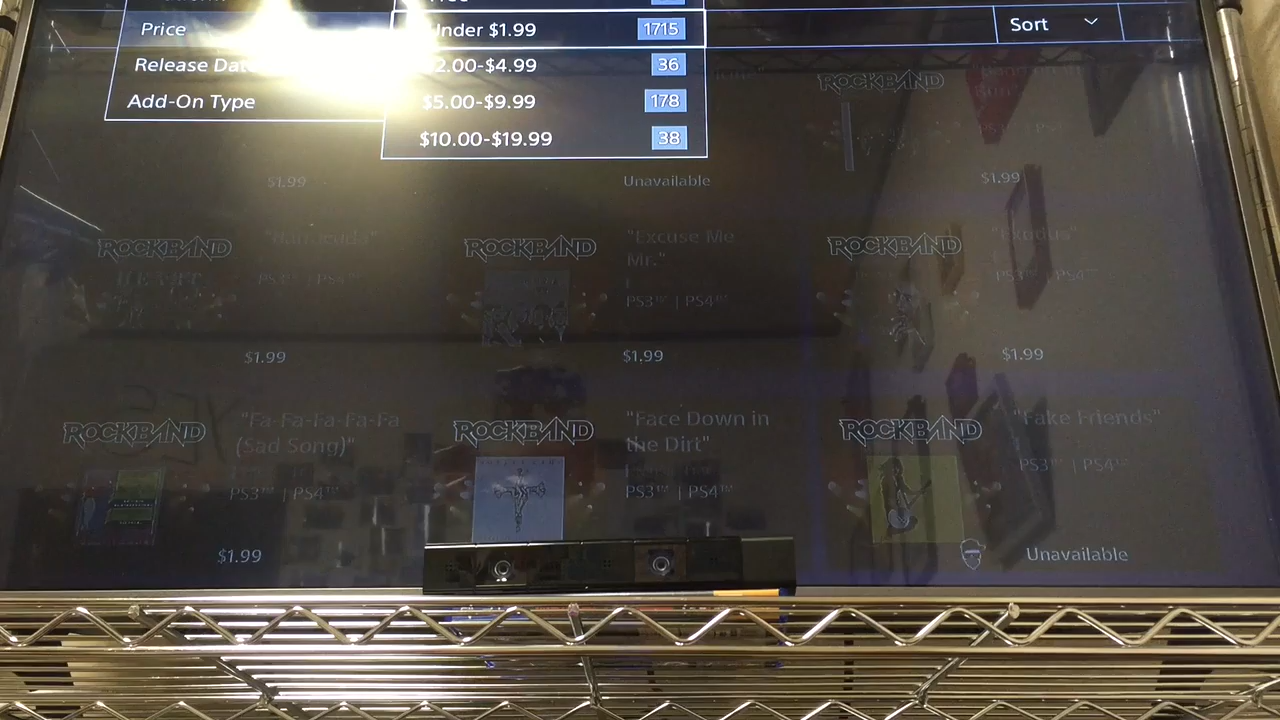 Price
Under $1.99 1715
Sort
Release Date
2.00-$4.99 36
Add-On Type
$5.00-$9.99 178
$10.00-$19.99 38
ROCKBAND
$1.99
Unavailable
$1.99
ROCKBAND
"Barracuda"
PS3™ | PS4™
$1.99
ROCKBAND
"Excuse Me
Mr."
PS3™ | PS4™
$1.99
ROCKBAND
"Exodus"
PS3™ | PS4™
$1.99
ROCKBAND
"Fa-Fa-Fa-Fa-Fa
(Sad Song)"
PS3™ | PS4™
$1.99
ROCKBAND
"Face Down in
the Dirt"
PS3™ | PS4™
ROCKBAND
"Fake Friends"
PS3™ | PS4™
Unavailable